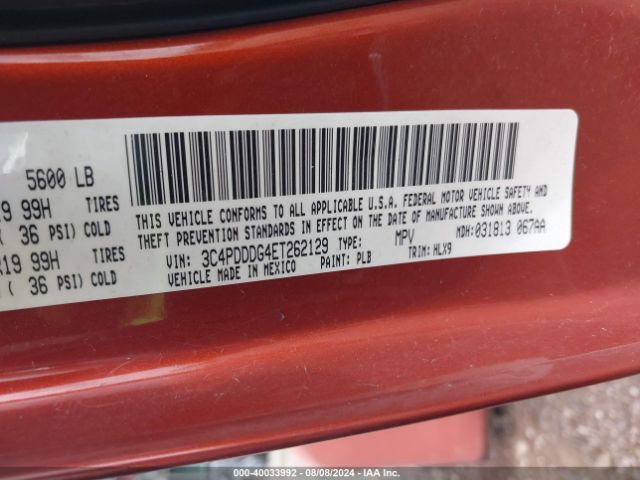 5600 LB
19 99H TIRES
( 36 PSI) COLD
R19 99H TIRES
( 36 PSI) COLD
THIS VEHICLE CONFORMS TO ALL APPLICABLE U.S.A. FEDERAL MOTOR VEHICLE SAFETY AND
THEFT PREVENTION STANDARDS IN EFFECT ON THE DATE OF MANUFACTURE SHOWN ABOVE.
VIN: 3C4PDDDG4ET262129 TYPE: MPV MDH:031813 067AA
VEHICLE MADE IN MEXICO PAINT: PLB TRIM: HLX9
000-40033992 - 08/08/2024 - IAA Inc.